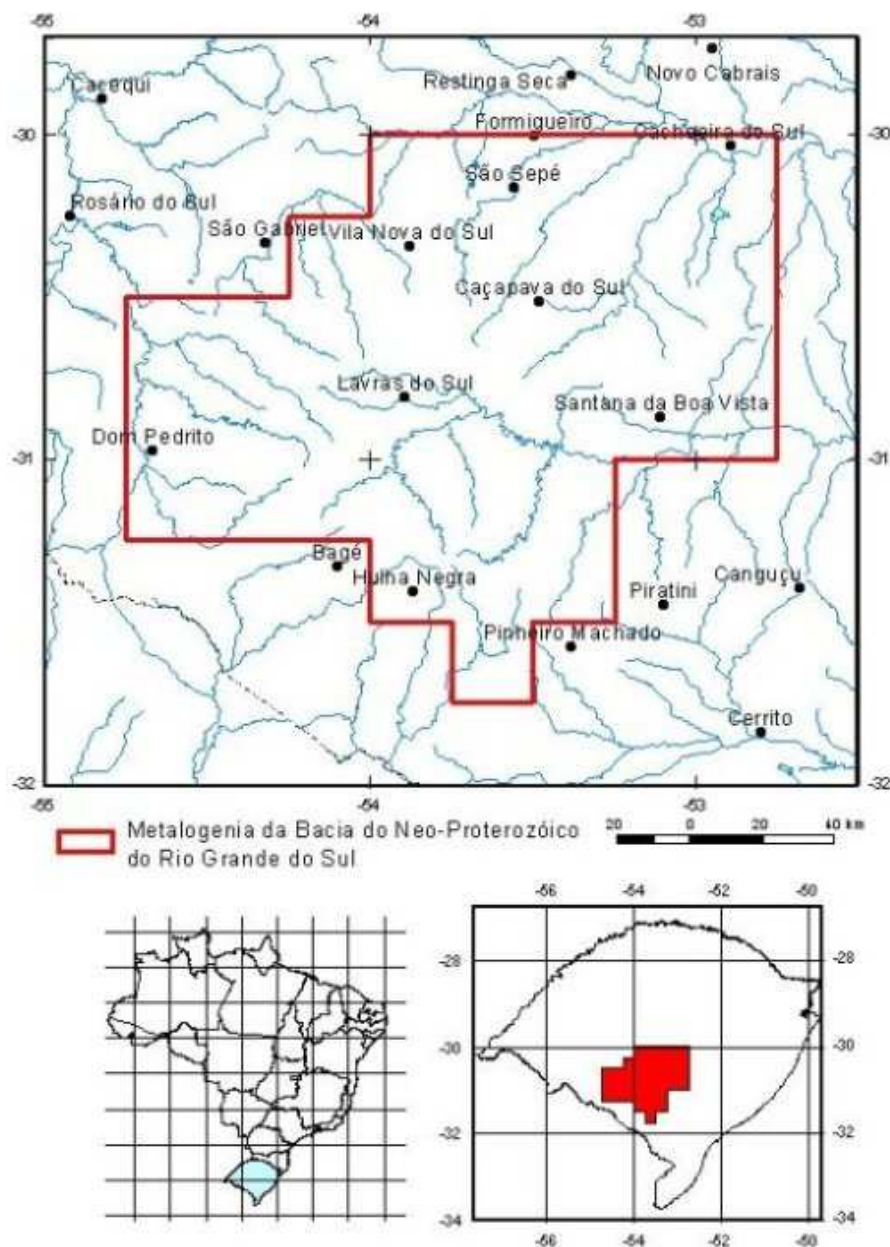 -55 -54 -53
Caçequi
Restinga Seca
Novo Cabrais
-30 -30
Formigueiro
Cachoeira do Sul
São Sepé
Rosário do Sul
São Gabriel
Vila Nova do Sul
Caçapava do Sul
Lavras do Sul
Santana da Boa Vista
Dom Pedrito
-31 -31
Bagé
Hulha Negra
Piratini
Canguçu
Pinheiro Machado
Cerrito
-32 -32
-55 -54 -53
Metalogenia da Bacia do Neo-Proterozóico
do Rio Grande do Sul
20 0 20 40 km
-56 -54 -52 -50
-28 -28
-30 -30
-32 -32
-34 -34
-56 -54 -52 -50